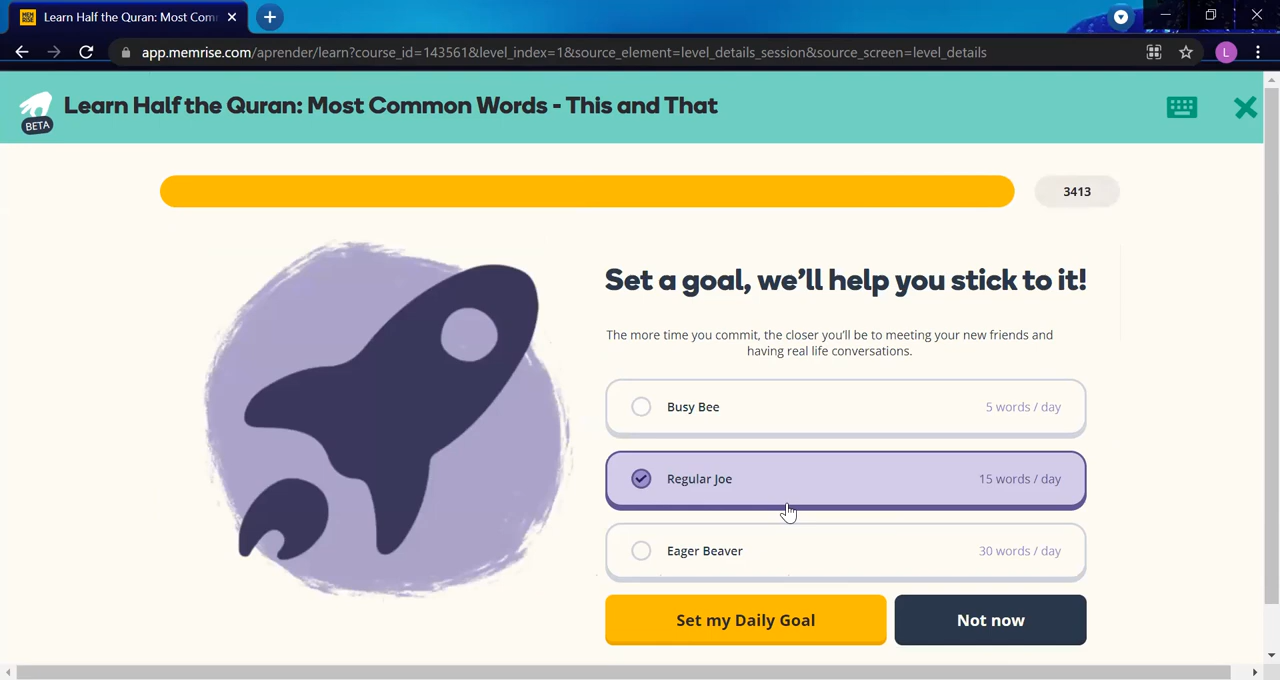 Learn Half the Quran: Most Com
app.memrise.com/aprender/learn?course_id=143561&level_index=1&source_element=level_details_session&source_screen=level_details
L
BETA
Learn Half the Quran: Most Common Words - This and That
3413
Set a goal, we'll help you stick to it!
The more time you commit, the closer you'll be to meeting your new friends and
having real life conversations.
Busy Bee 5 words / day
Regular Joe 15 words / day
Eager Beaver 30 words / day
Set my Daily Goal Not now